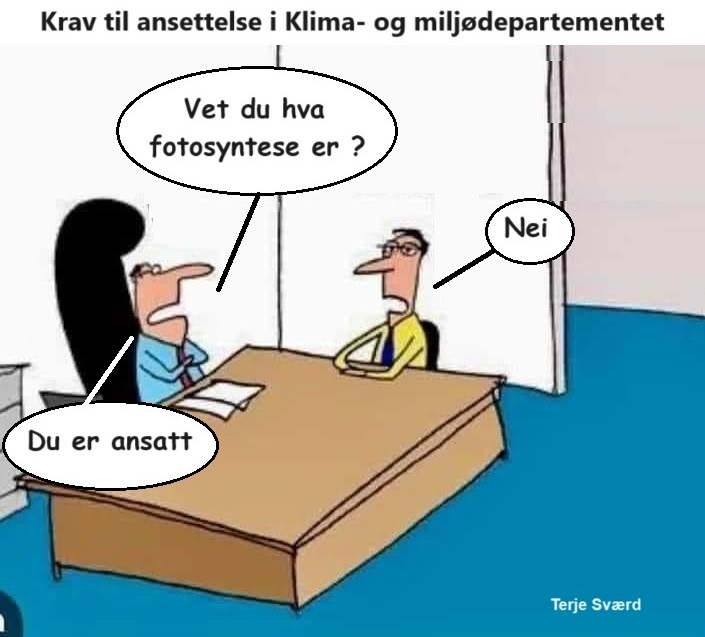 Krav til ansettelse i Klima- og miljødepartementet
Vet du hva
fotosyntese er ?
Nei
Du er ansatt
Terje Sværd